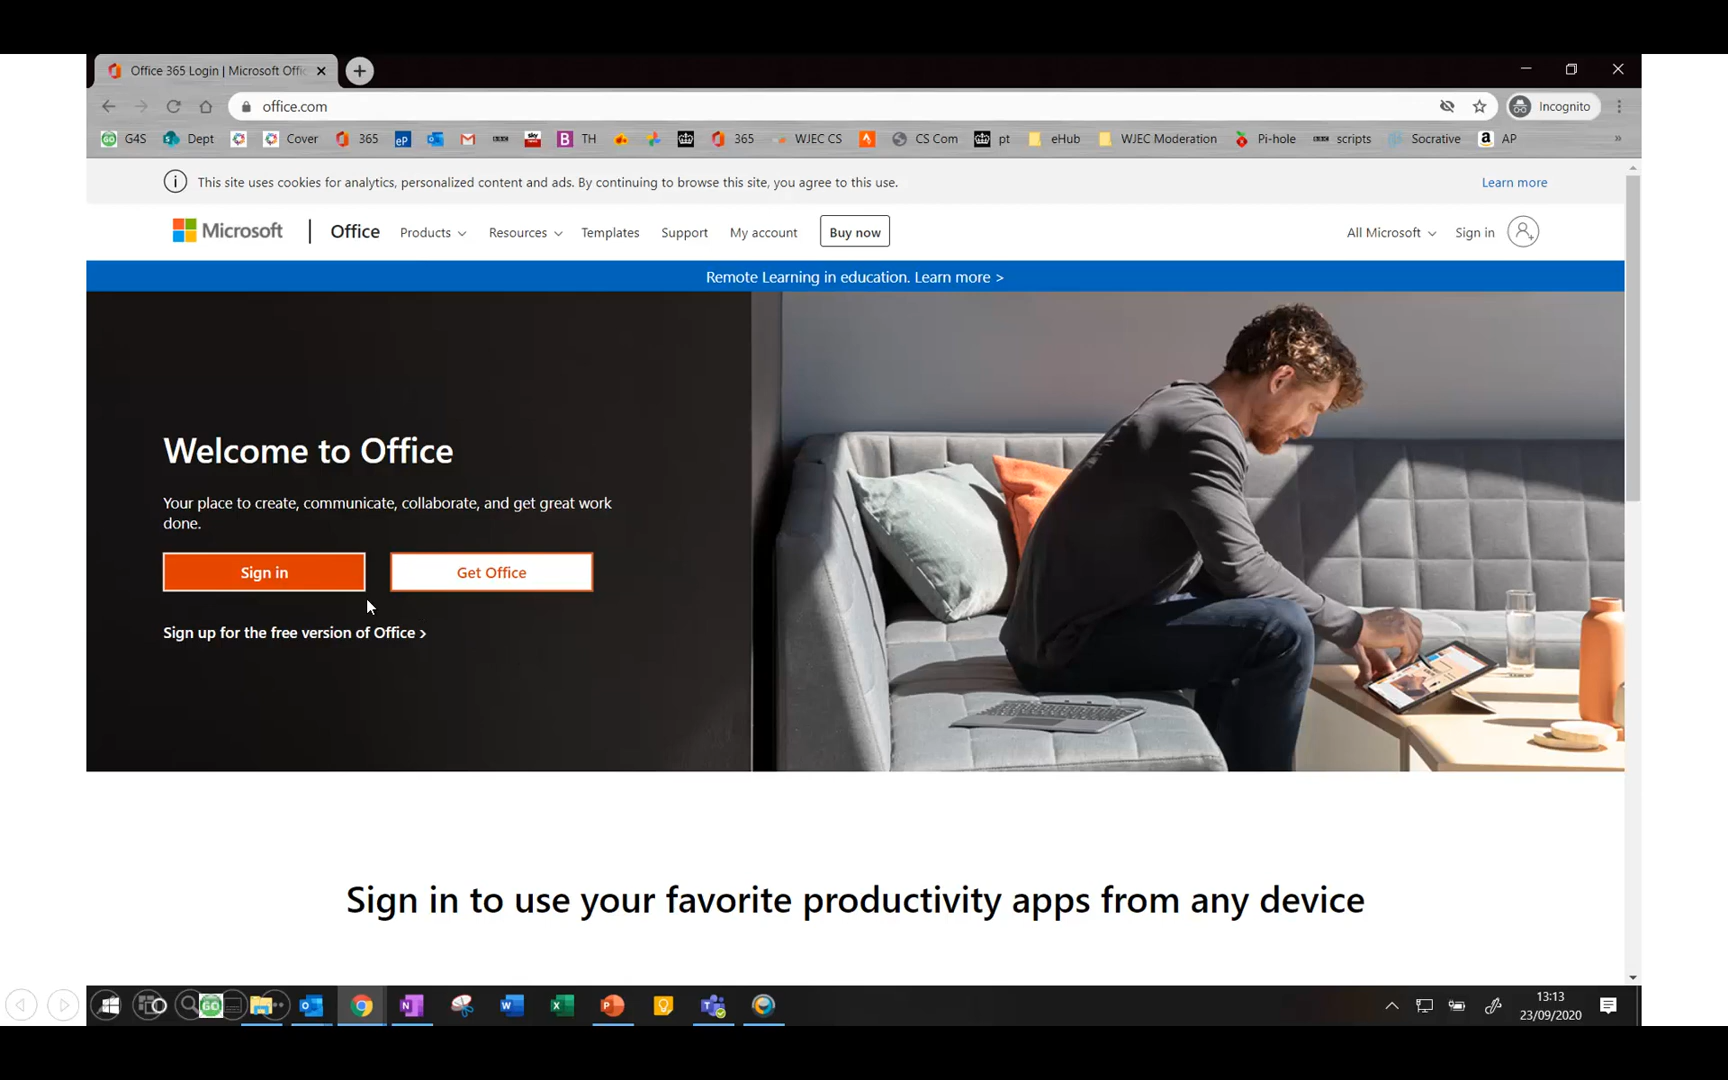 Office 365 Login | Microsoft Offic
office.com
Incognito
G4S Dept Cover 365 eP TH 365 WJEC CS CS Com pt eHub WJEC Moderation Pi-hole scripts Socrative AP »
This site uses cookies for analytics, personalized content and ads. By continuing to browse this site, you agree to this use. Learn more
Microsoft | Office Products Resources Templates Support My account Buy now All Microsoft Sign in
Remote Learning in education. Learn more >
Welcome to Office
Your place to create, communicate, collaborate, and get great work
done.
Sign in Get Office
Sign up for the free version of Office >
Sign in to use your favorite productivity apps from any device
13:13
23/09/2020